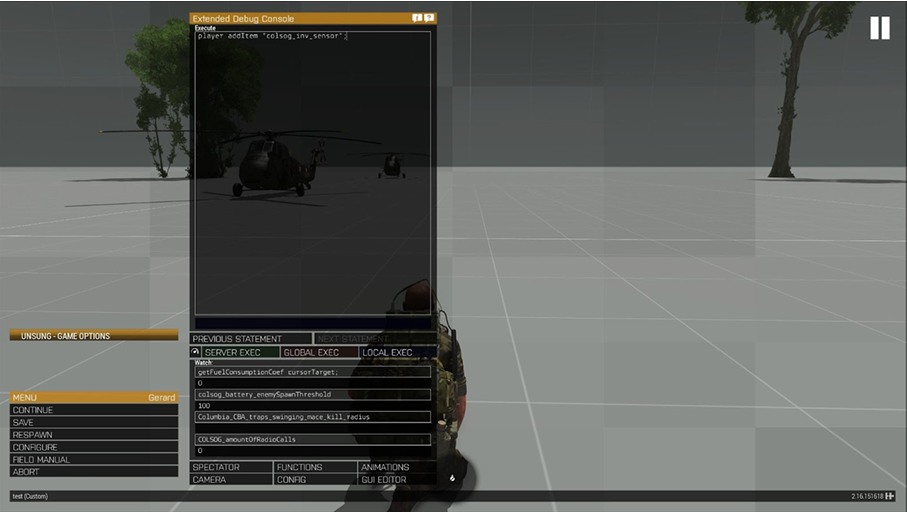 Extended Debug Console
Execute
player addItem "colsog_inv_sensor";
PREVIOUS STATEMENT
NEXT STATEMENT
SERVER EXEC
GLOBAL EXEC
LOCAL EXEC
Watch:
getFuelConsumptionCoef cursorTarget;
0
colsog_battery_enemySpawnThreshold
100
Columbia_CBA_traps_swinging_mace_kill_radius
COLSOG_amountOfRadioCalls
0
SPECTATOR
FUNCTIONS
ANIMATIONS
CAMERA
CONFIG
GUI EDITOR
UNSUNG - GAME OPTIONS
MENU Gerard
CONTINUE
SAVE
RESPAWN
CONFIGURE
FIELD MANUAL
ABORT
test (Custom)
2.16.151618